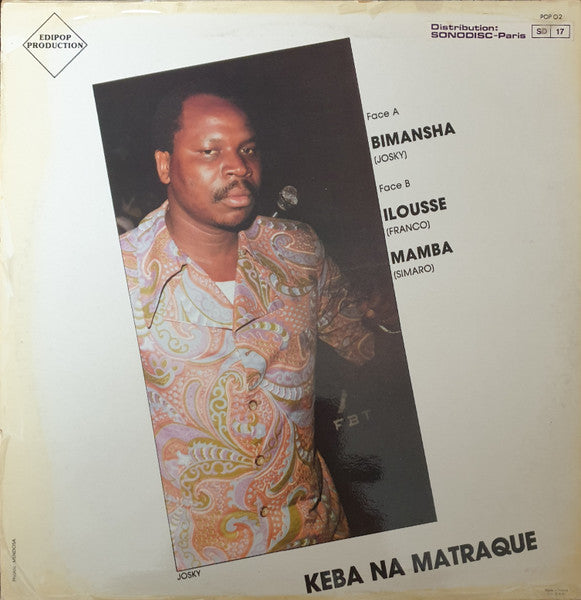 EDIPOP
PRODUCTION
Distribution:
SONODISC-Paris
POP 02
SD 17
Face A
BIMANSHA
(JOSKY)
Face B
ILOUSSE
(FRANCO)
MAMBA
(SIMARO)
FBT
JOSKY
KEBA NA MATRAQUE